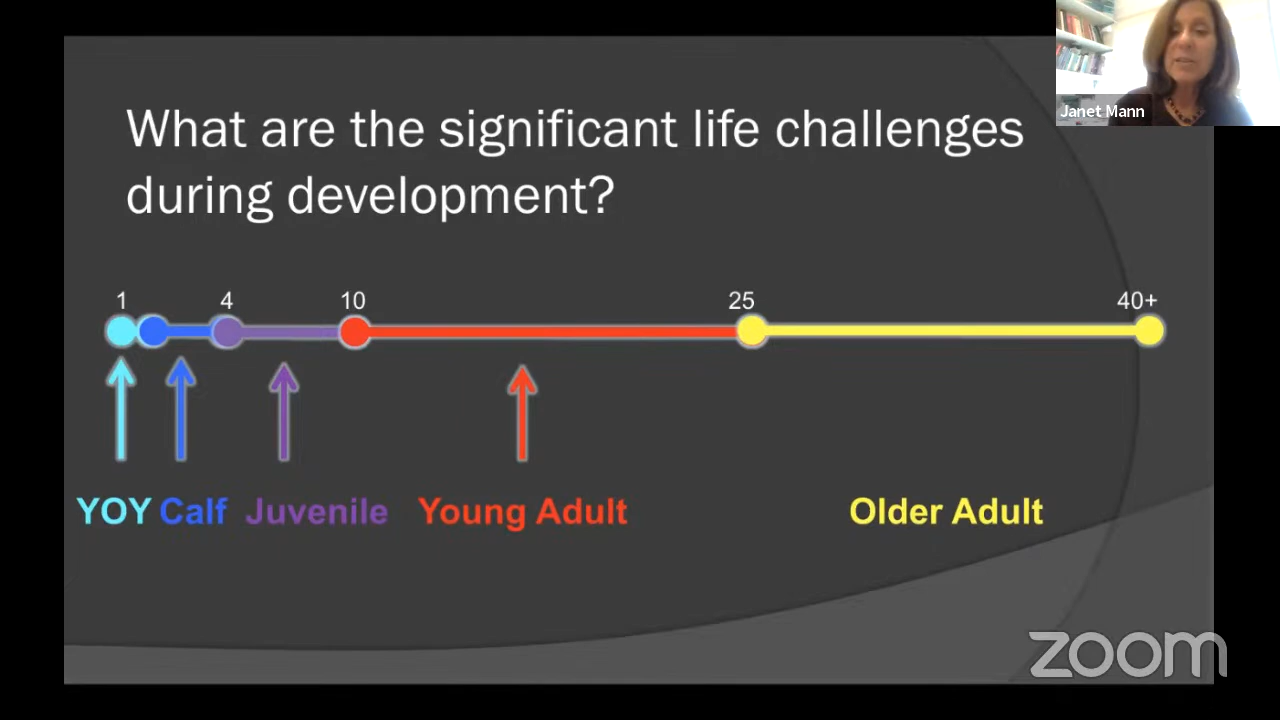 Janet Mann
What are the significant life challenges
during development?
1 4 10 25 40+
YOY Calf Juvenile Young Adult Older Adult
zoom